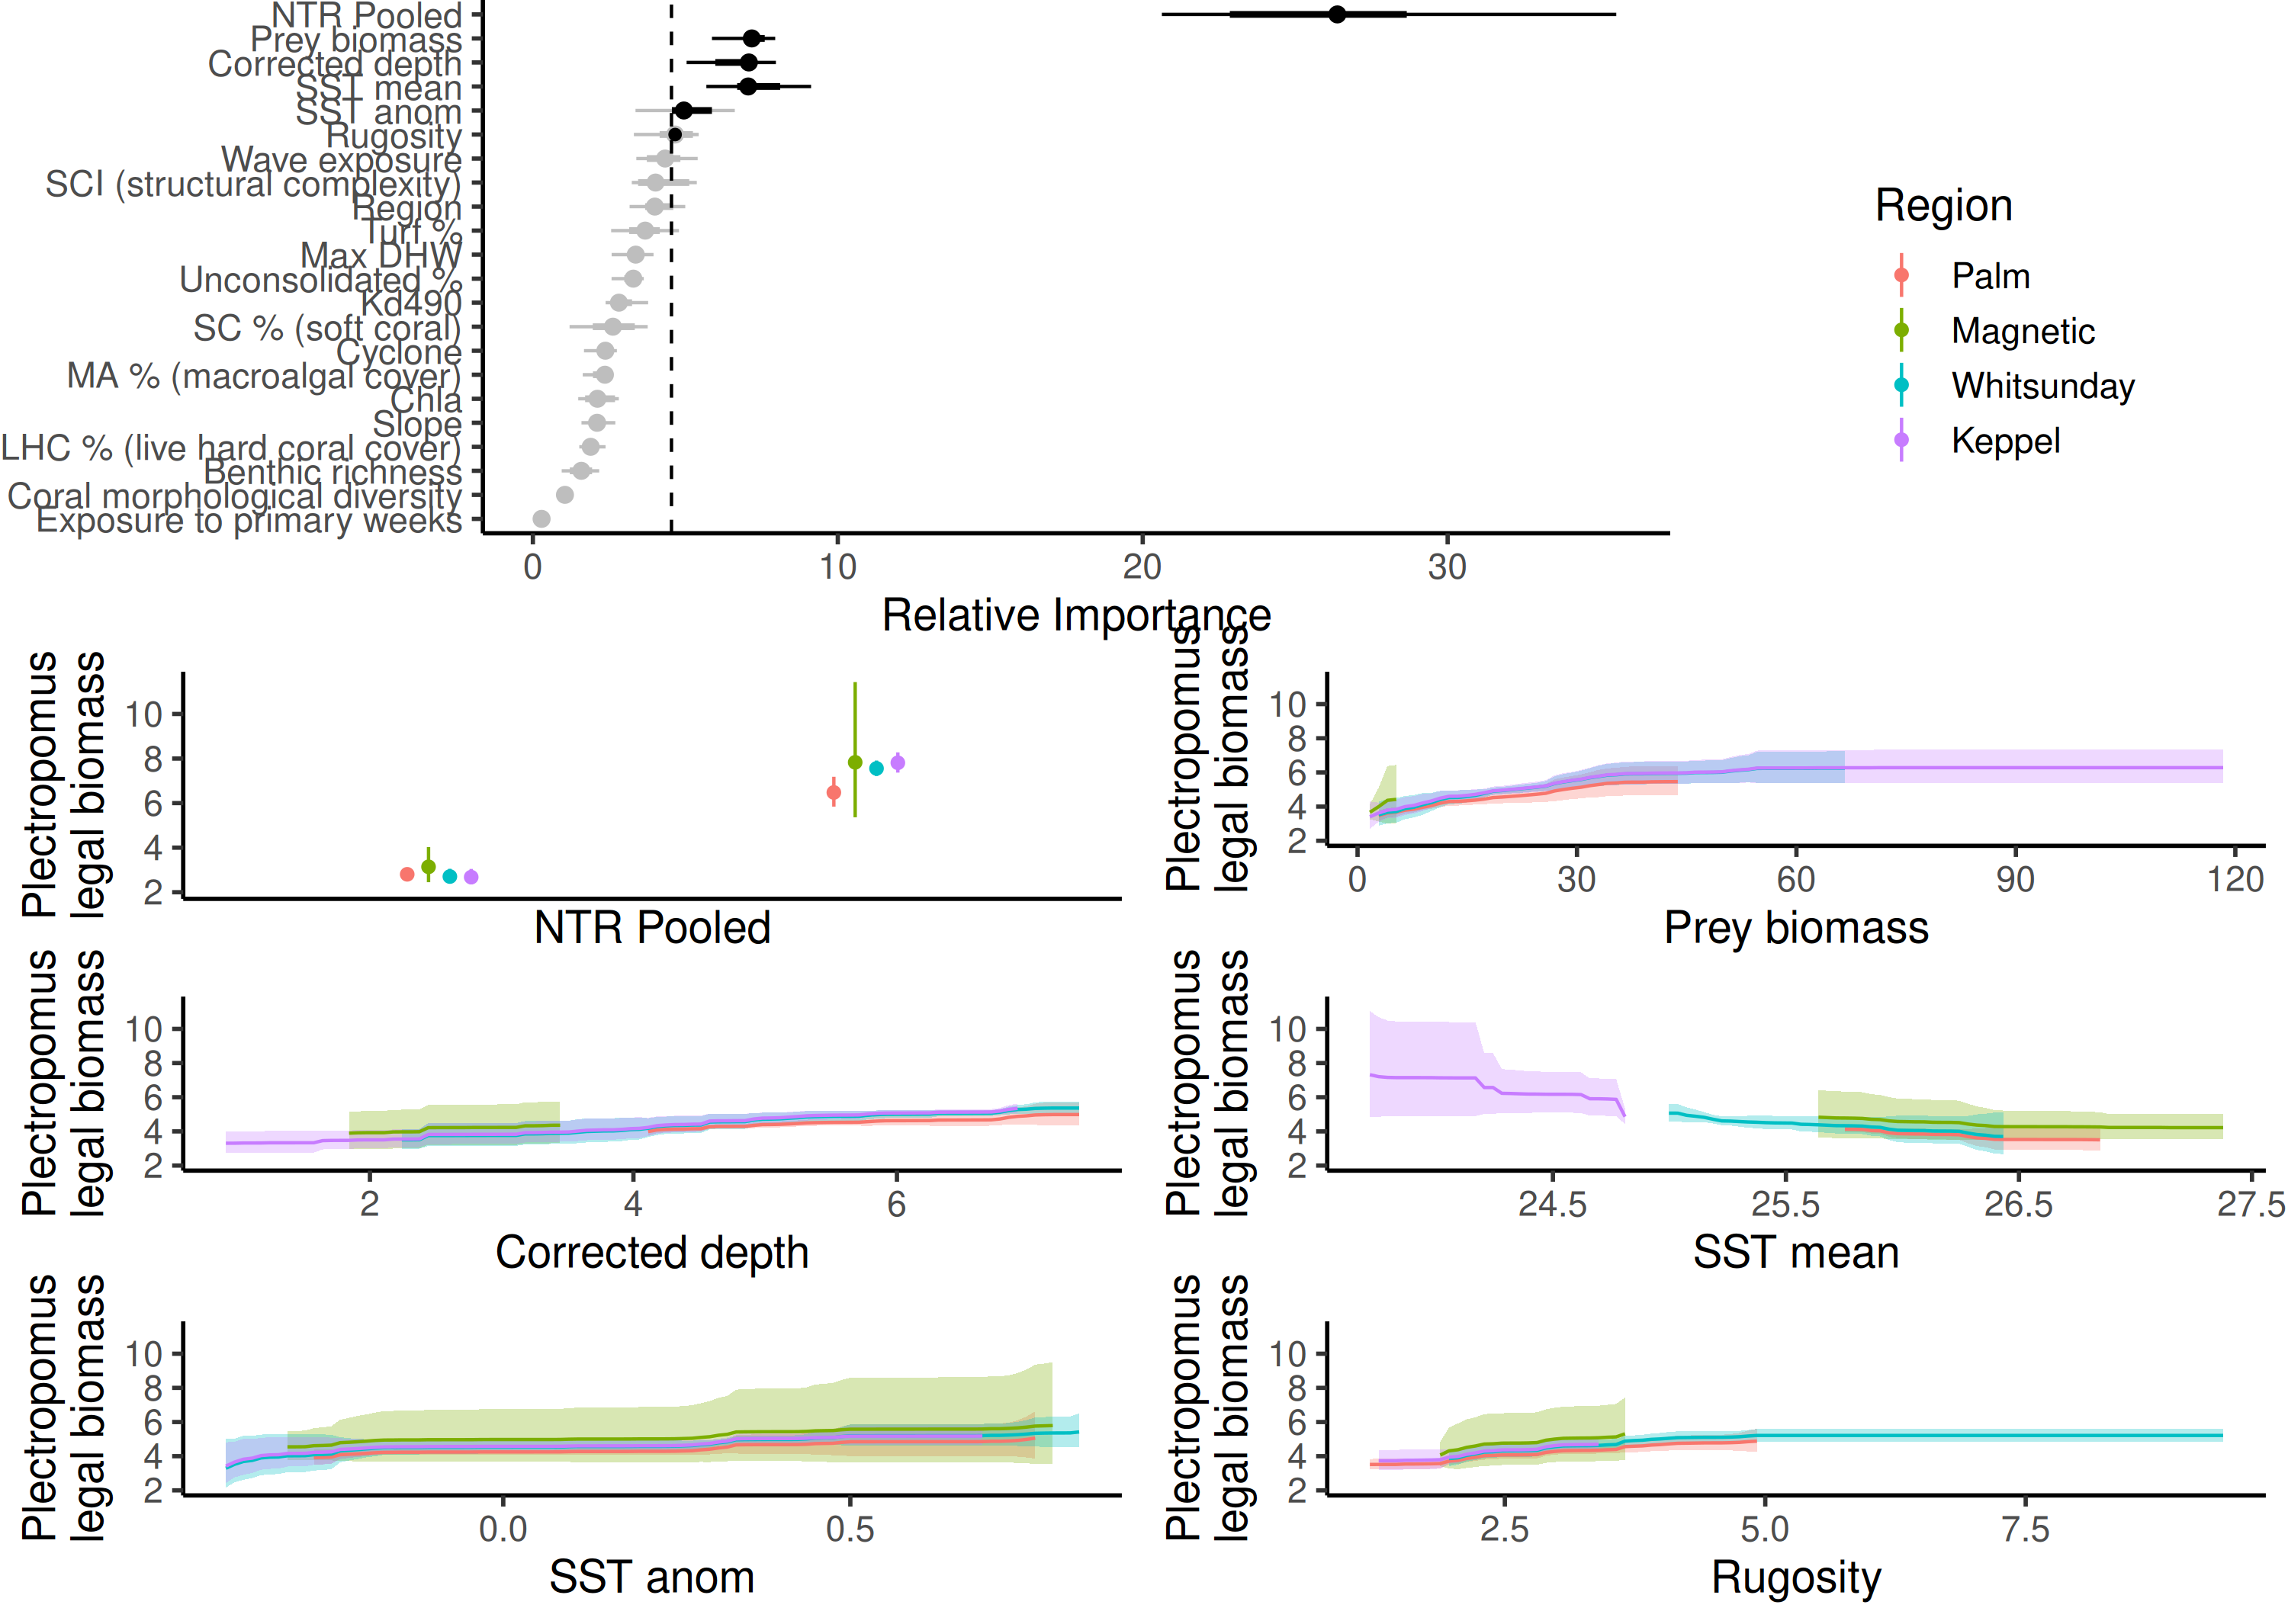 NTR Pooled
Prey biomass
Corrected depth
SST mean
SST anom
Rugosity
Wave exposure
SCI (structural complexity)
Region
Turf %
Max DHW
Unconsolidated %
Kd490
SC % (soft coral)
Cyclone
MA % (macroalgal cover)
Chla
Slope
LHC % (live hard coral cover)
Benthic richness
Coral morphological diversity
Exposure to primary weeks
0 10 20 30
Relative Importance
Region
Palm
Magnetic
Whitsunday
Keppel
Plectropomus
legal biomass
10
8
6
4
2
NTR Pooled
Plectropomus
legal biomass
10
8
6
4
2
0 30 60 90 120
Prey biomass
Plectropomus
legal biomass
10
8
6
4
2
2 4 6
Corrected depth
Plectropomus
legal biomass
10
8
6
4
2
24.5 25.5 26.5 27.5
SST mean
Plectropomus
legal biomass
10
8
6
4
2
0.0 0.5
SST anom
Plectropomus
legal biomass
10
8
6
4
2
2.5 5.0 7.5
Rugosity